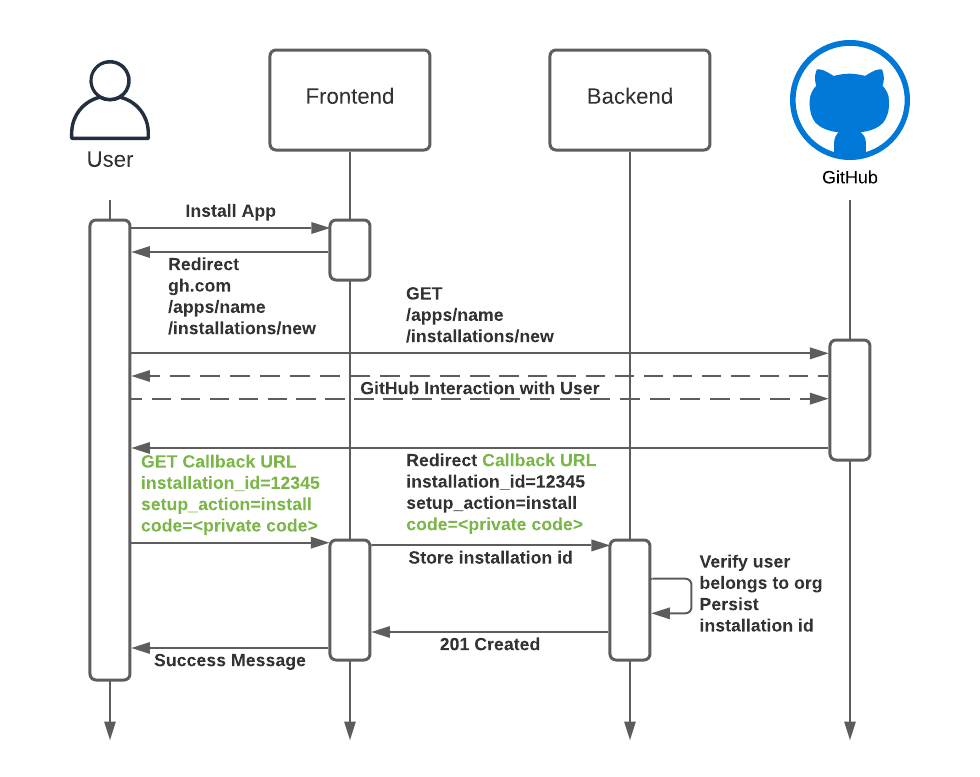 Frontend
Backend
User
GitHub
Install App
Redirect
gh.com
/apps/name
/installations/new
GET
/apps/name
/installations/new
GitHub Interaction with User
GET Callback URL
installation_id=12345
setup_action=install
code=<private code>
Redirect Callback URL
installation_id=12345
setup_action=install
code=<private code>
Store installation id
Verify user
belongs to org
Persist
installation id
201 Created
Success Message